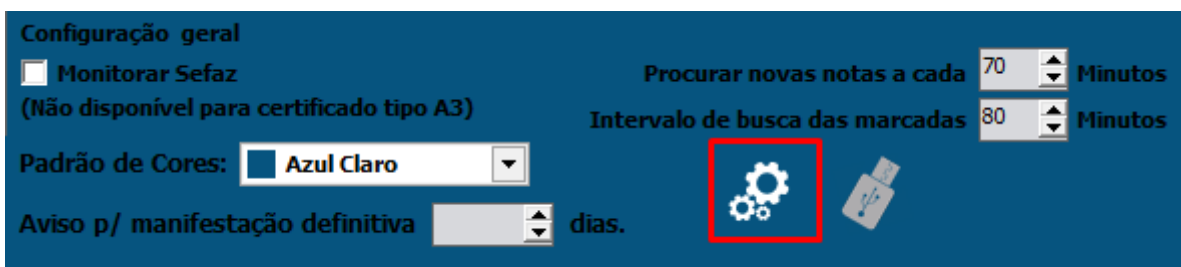 Configuração geral
Monitorar Sefaz
Procurar novas notas a cada 70 Minutos
(Não disponível para certificado tipo A3)
Intervalo de busca das marcadas 80 Minutos
Padrão de Cores: Azul Claro
Aviso p/ manifestação definitiva dias.